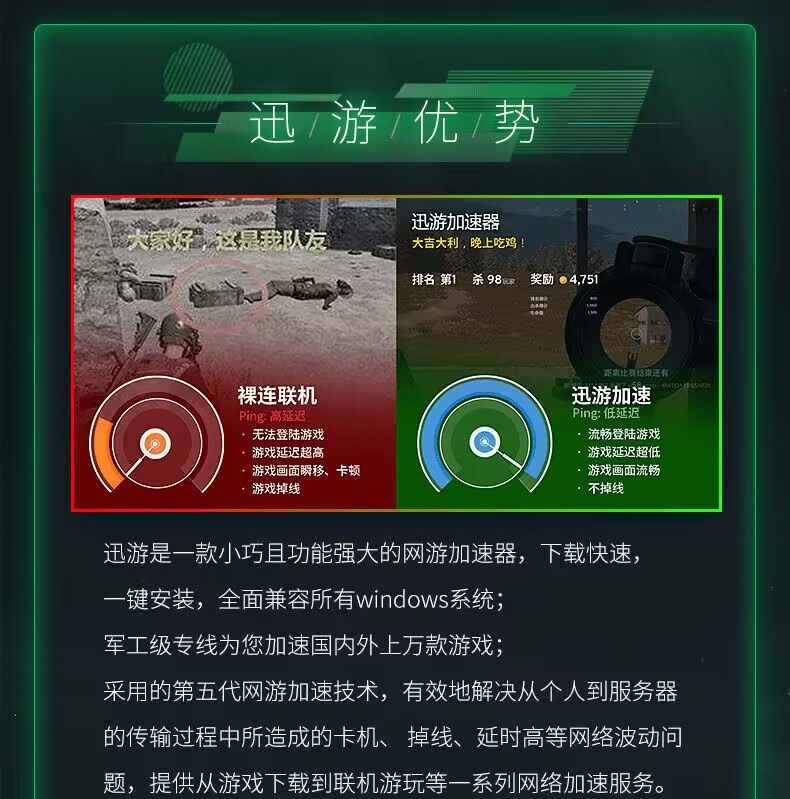 迅/游/优/势
大家好，这是我队友
裸连联机
Ping: 高延迟
· 无法登陆游戏
· 游戏延迟超高
· 游戏画面瞬移、卡顿
· 游戏掉线
迅游加速器
大吉大利，晚上吃鸡！
排名 第1 杀 98玩家 奖励 4,751
距离比赛结束还有
迅游加速
Ping: 低延迟
· 流畅登陆游戏
· 游戏延迟超低
· 游戏画面流畅
· 不掉线
迅游是一款小巧且功能强大的网游加速器，下载快速，
一键安装，全面兼容所有windows系统；
军工级专线为您加速国内外上万款游戏；
采用的第五代网游加速技术，有效地解决从个人到服务器
的传输过程中所造成的卡机、 掉线、延时高等网络波动问
题，提供从游戏下载到联机游玩等一系列网络加速服务。